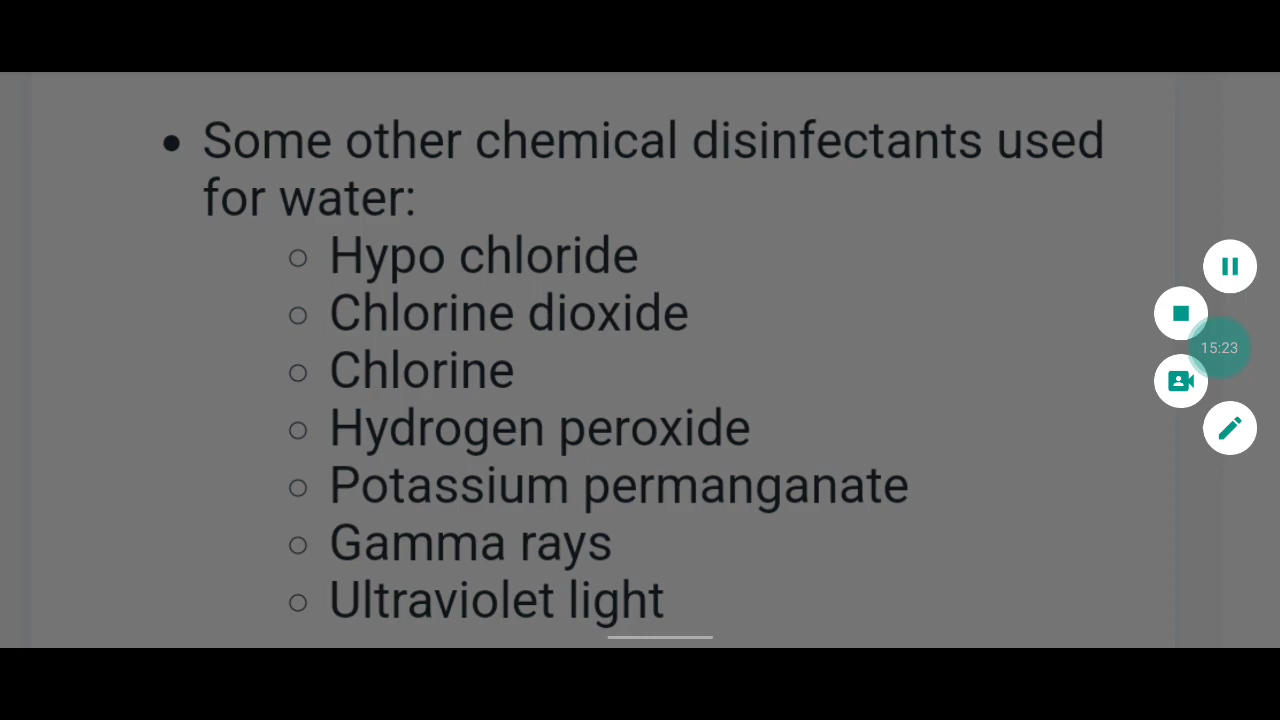 Some other chemical disinfectants used
for water:
Hypo chloride
Chlorine dioxide
Chlorine
15:23
Hydrogen peroxide
Potassium permanganate
Gamma rays
Ultraviolet light